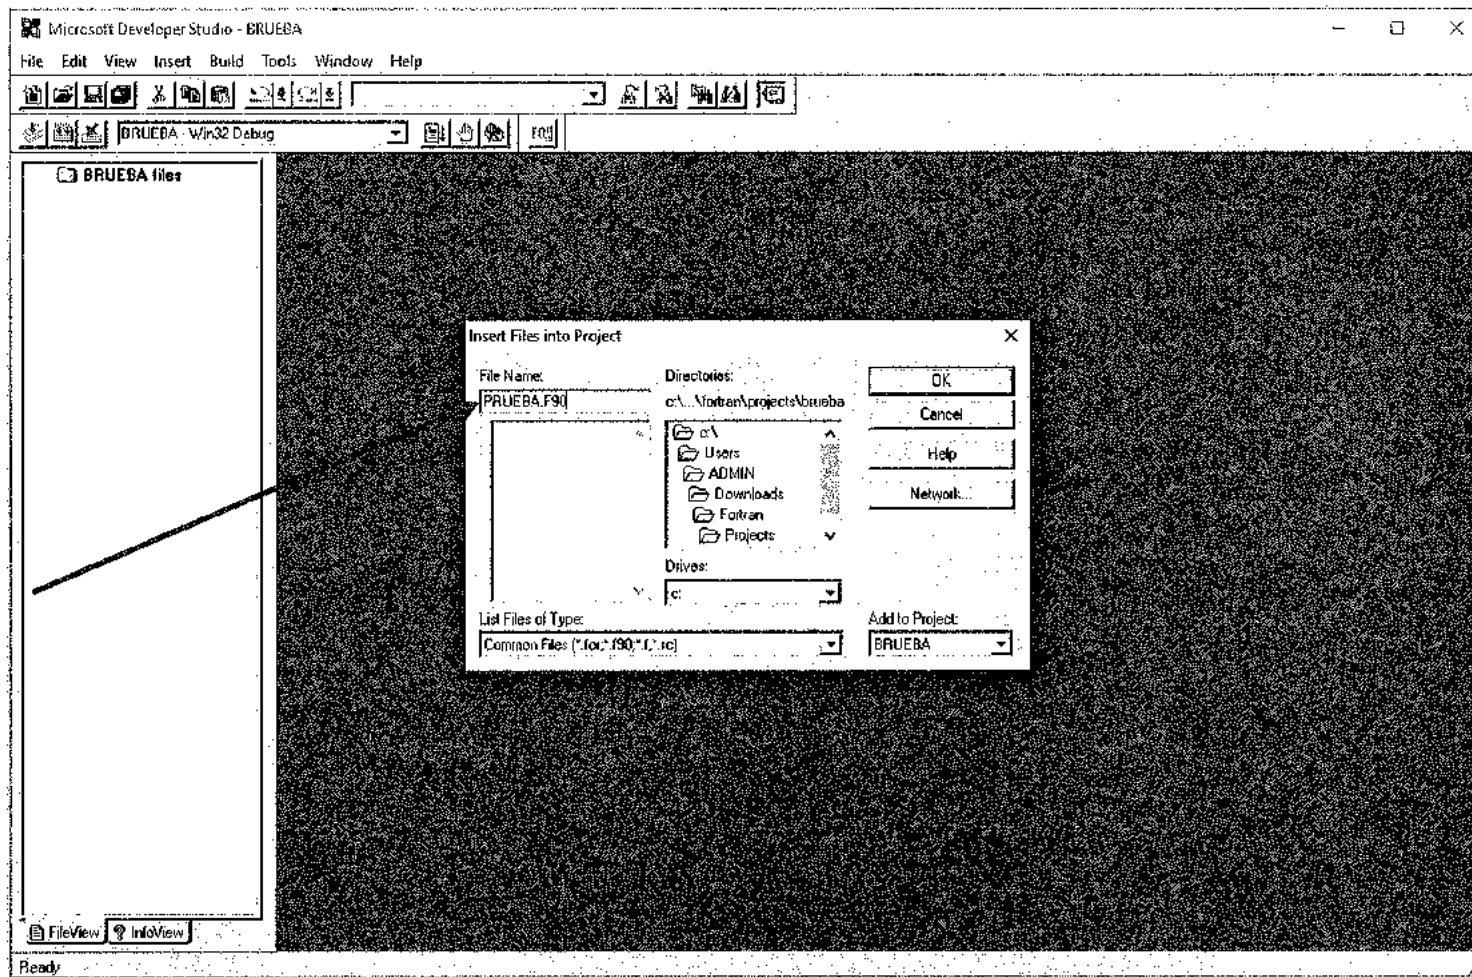 Microsoft Developer Studio - BRUEBA
File Edit View Insert Build Tools Window Help
BRUEBA - Win32 Debug
BRUEBA files
Insert Files into Project
File Name:
Directories:
OK
PRUEBA.F90
c:\...\fortran\projects\brueba
Cancel
c:\
Users
Help
ADMIN
Downloads
Network...
Fortran
Projects
Drives:
c:
List Files of Type:
Add to Project:
Common Files (*.for;*.f90;*.f;*.rc)
BRUEBA
FileView
InfoView
Ready